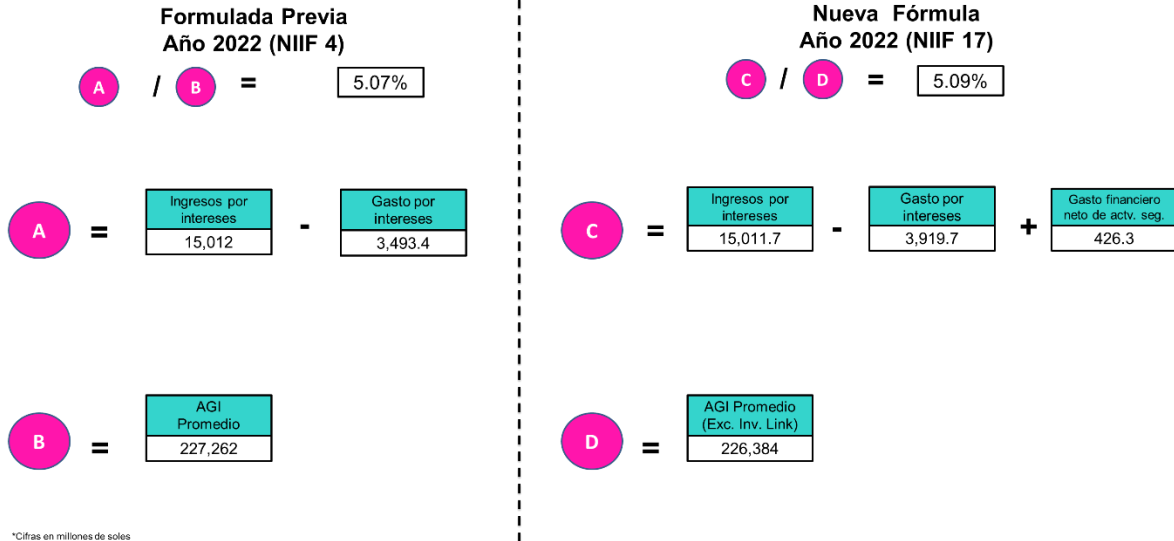 Formulada Previa
Año 2022 (NIIF 4)
A / B = 5.07%
A = Ingresos por
intereses
15,012
-
Gasto por
intereses
3,493.4
B = AGI
Promedio
227,262
*Cifras en millones de soles
Nueva Fórmula
Año 2022 (NIIF 17)
C / D = 5.09%
C = Ingresos por
intereses
15,011.7
-
Gasto por
intereses
3,919.7
+
Gasto financiero
neto de actv. seg.
426.3
D = AGI Promedio
(Exc. Inv. Link)
226,384